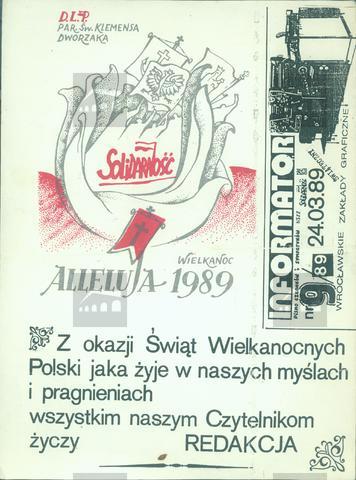 D.L.P.
PAR. ŚW. KLEMENSA
DWORZAKA
SOLIDARNOŚĆ
WIELKANOC
ALLELUJA-1989
INFORMATOR
nr 9/89 24.03.89
WROCŁAWSKIE ZAKŁADY GRAFICZNE
Z okazji Świąt Wielkanocnych
Polski jaka żyje w naszych myślach
i pragnieniach
wszystkim naszym Czytelnikom
życzy REDAKCJA